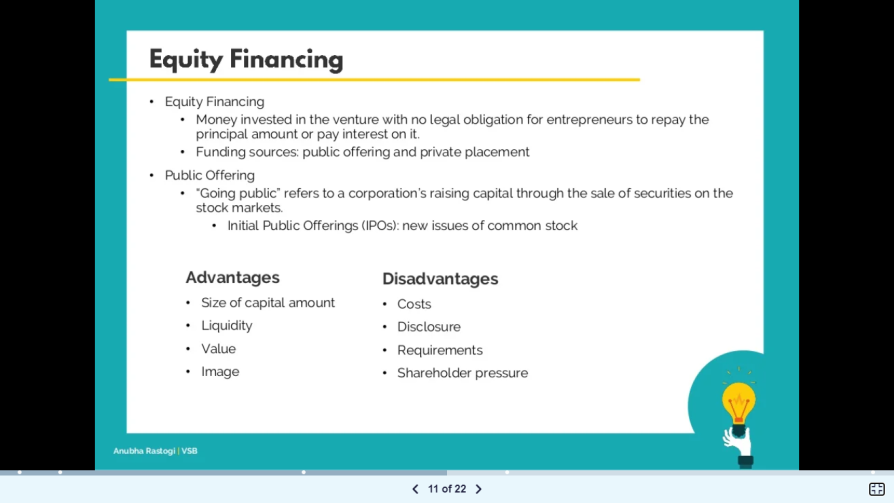 Equity Financing
• Equity Financing
• Money invested in the venture with no legal obligation for entrepreneurs to repay the
principal amount or pay interest on it.
• Funding sources: public offering and private placement
• Public Offering
• “Going public” refers to a corporation’s raising capital through the sale of securities on the
stock markets.
• Initial Public Offerings (IPOs): new issues of common stock
Advantages
• Size of capital amount
• Liquidity
• Value
• Image
Disadvantages
• Costs
• Disclosure
• Requirements
• Shareholder pressure
Anubha Rastogi | VSB
11 of 22